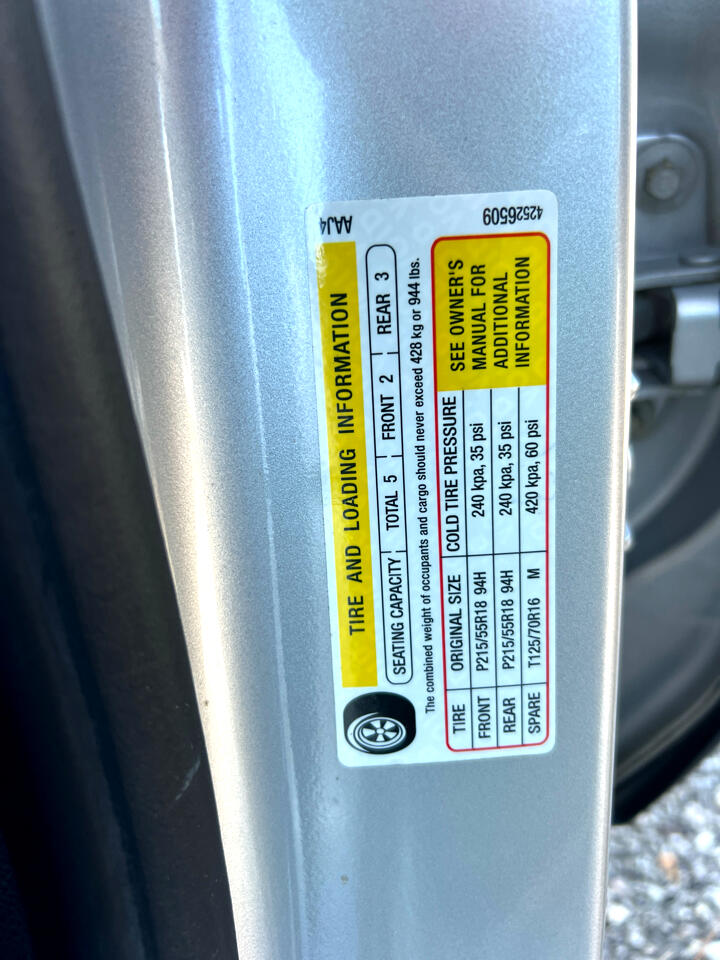 AAJ4
42526509
TIRE AND LOADING INFORMATION
SEATING CAPACITY TOTAL 5 FRONT 2 REAR 3
The combined weight of occupants and cargo should never exceed 428 kg or 944 lbs.
TIRE ORIGINAL SIZE COLD TIRE PRESSURE
FRONT P215/55R18 94H 240 kpa, 35 psi
REAR P215/55R18 94H 240 kpa, 35 psi
SPARE T125/70R16 M 420 kpa, 60 psi
SEE OWNER'S
MANUAL FOR
ADDITIONAL
INFORMATION